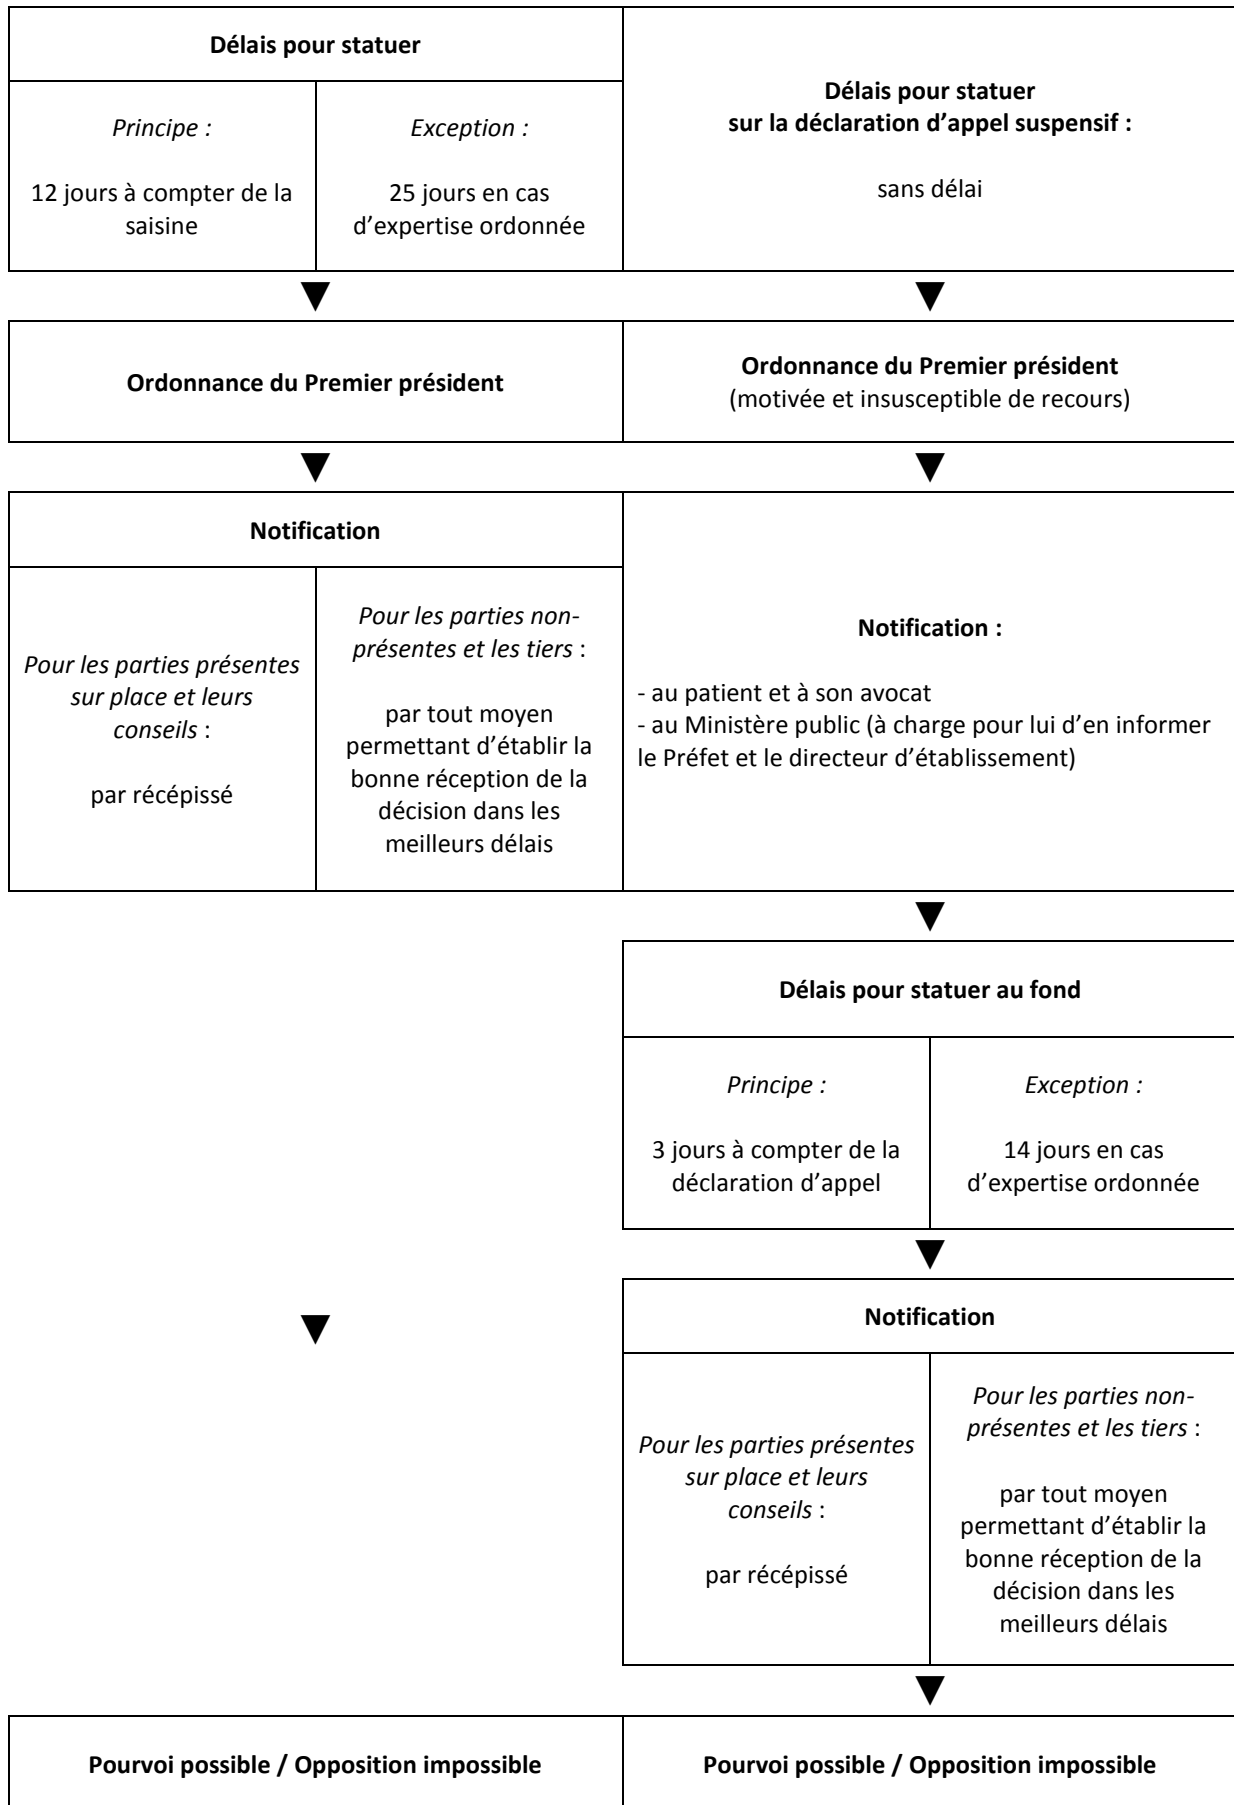 Délais pour statuer
Principe :
12 jours à compter de la
saisine
Exception :
25 jours en cas
d'expertise ordonnée
Délais pour statuer
sur la déclaration d'appel suspensif :
sans délai
Ordonnance du Premier président
Ordonnance du Premier président
(motivée et insusceptible de recours)
Notification
Pour les parties présentes
sur place et leurs
conseils :
par récépissé
Pour les parties non-
présentes et les tiers :
par tout moyen
permettant d'établir la
bonne réception de la
décision dans les
meilleurs délais
Notification :
- au patient et à son avocat
- au Ministère public (à charge pour lui d'en informer
le Préfet et le directeur d'établissement)
Délais pour statuer au fond
Principe :
3 jours à compter de la
déclaration d'appel
Exception :
14 jours en cas
d'expertise ordonnée
Notification
Pour les parties présentes
sur place et leurs
conseils :
par récépissé
Pour les parties non-
présentes et les tiers :
par tout moyen
permettant d'établir la
bonne réception de la
décision dans les
meilleurs délais
Pourvoi possible / Opposition impossible
Pourvoi possible / Opposition impossible